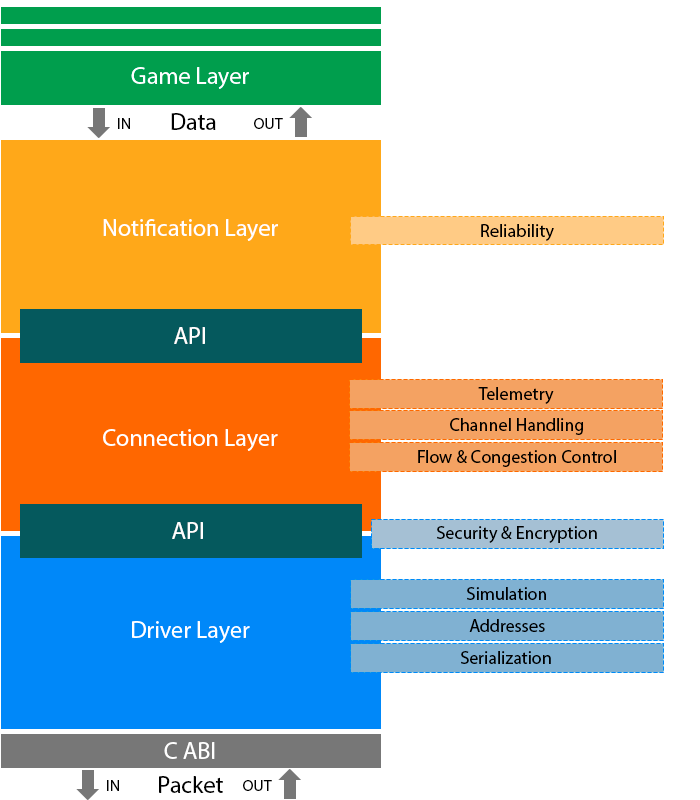 Game Layer
IN Data OUT
Notification Layer
Reliability
API
Telemetry
Channel Handling
Connection Layer
Flow & Congestion Control
API
Security & Encryption
Simulation
Addresses
Driver Layer
Serialization
C ABI
IN Packet OUT